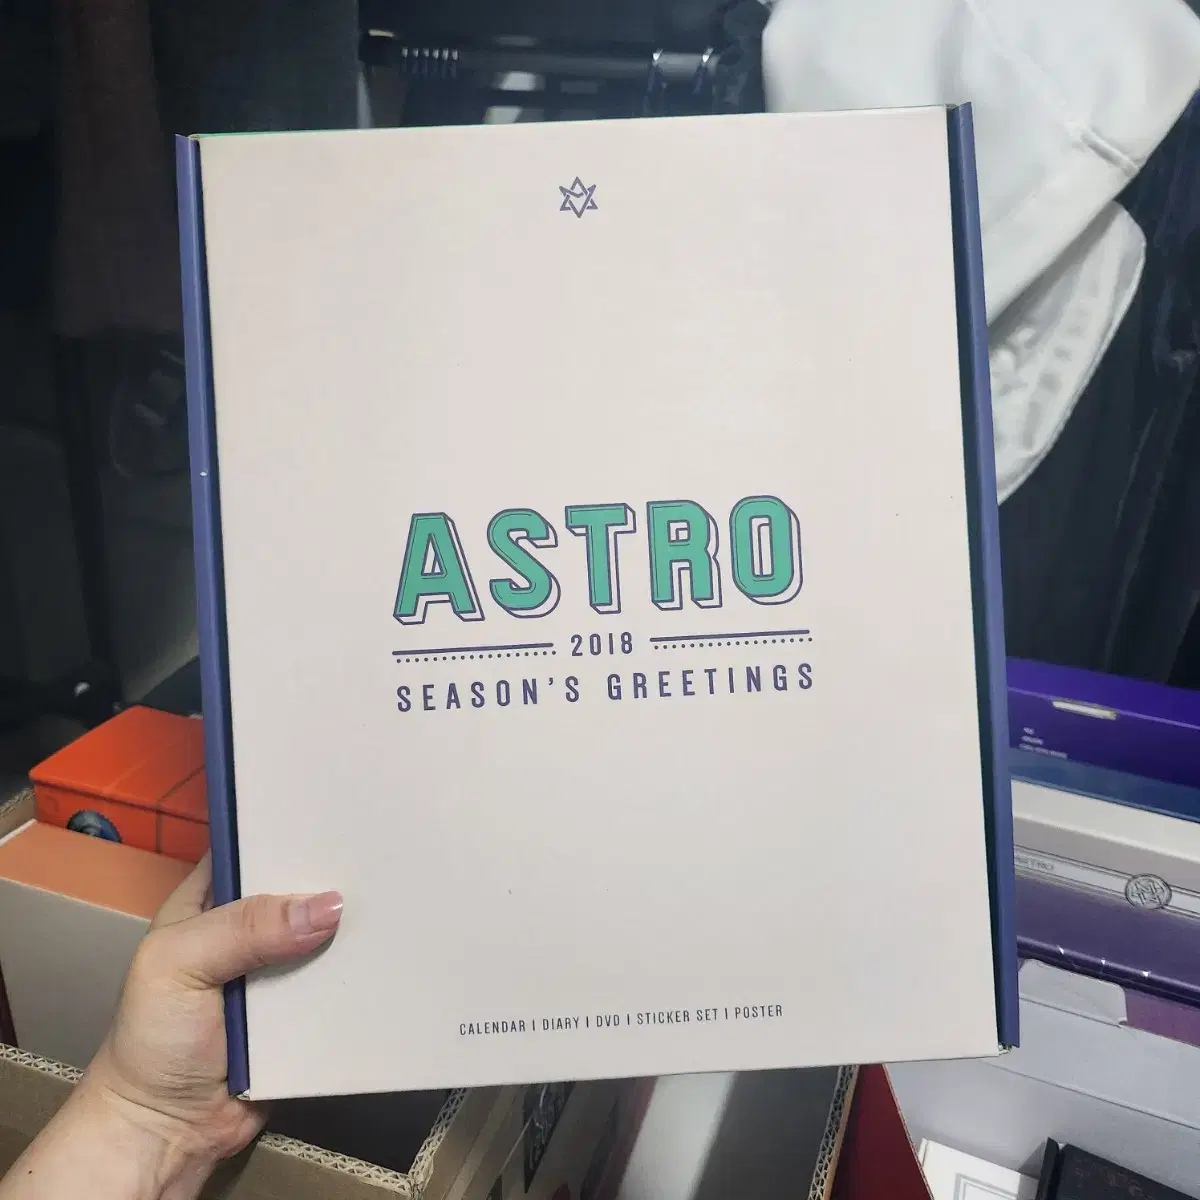 ASTRO
2018
SEASON'S GREETINGS
CALENDAR | DIARY | DVD | STICKER SET | POSTER